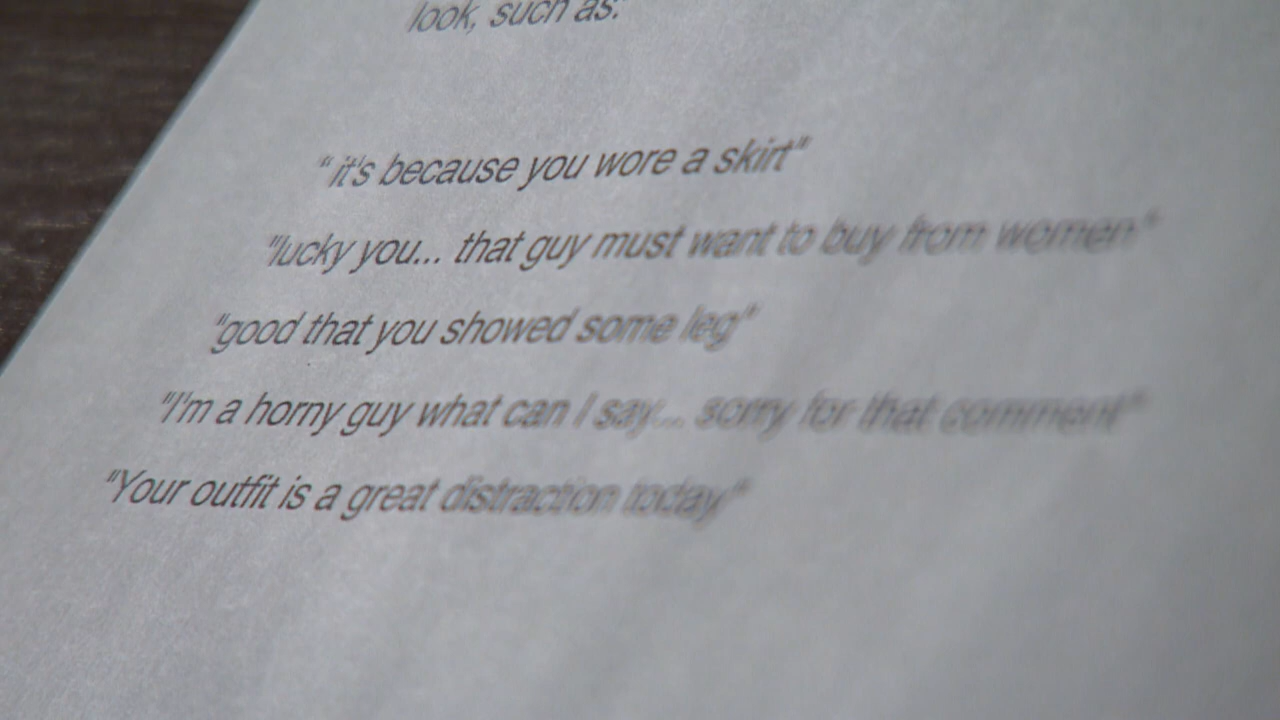 look, such as:
“ it's because you wore a skirt”
"lucky you... that guy must want to buy from women"
"good that you showed some leg"
"I'm a horny guy what can I say... sorry for that comment"
"Your outfit is a great distraction today"